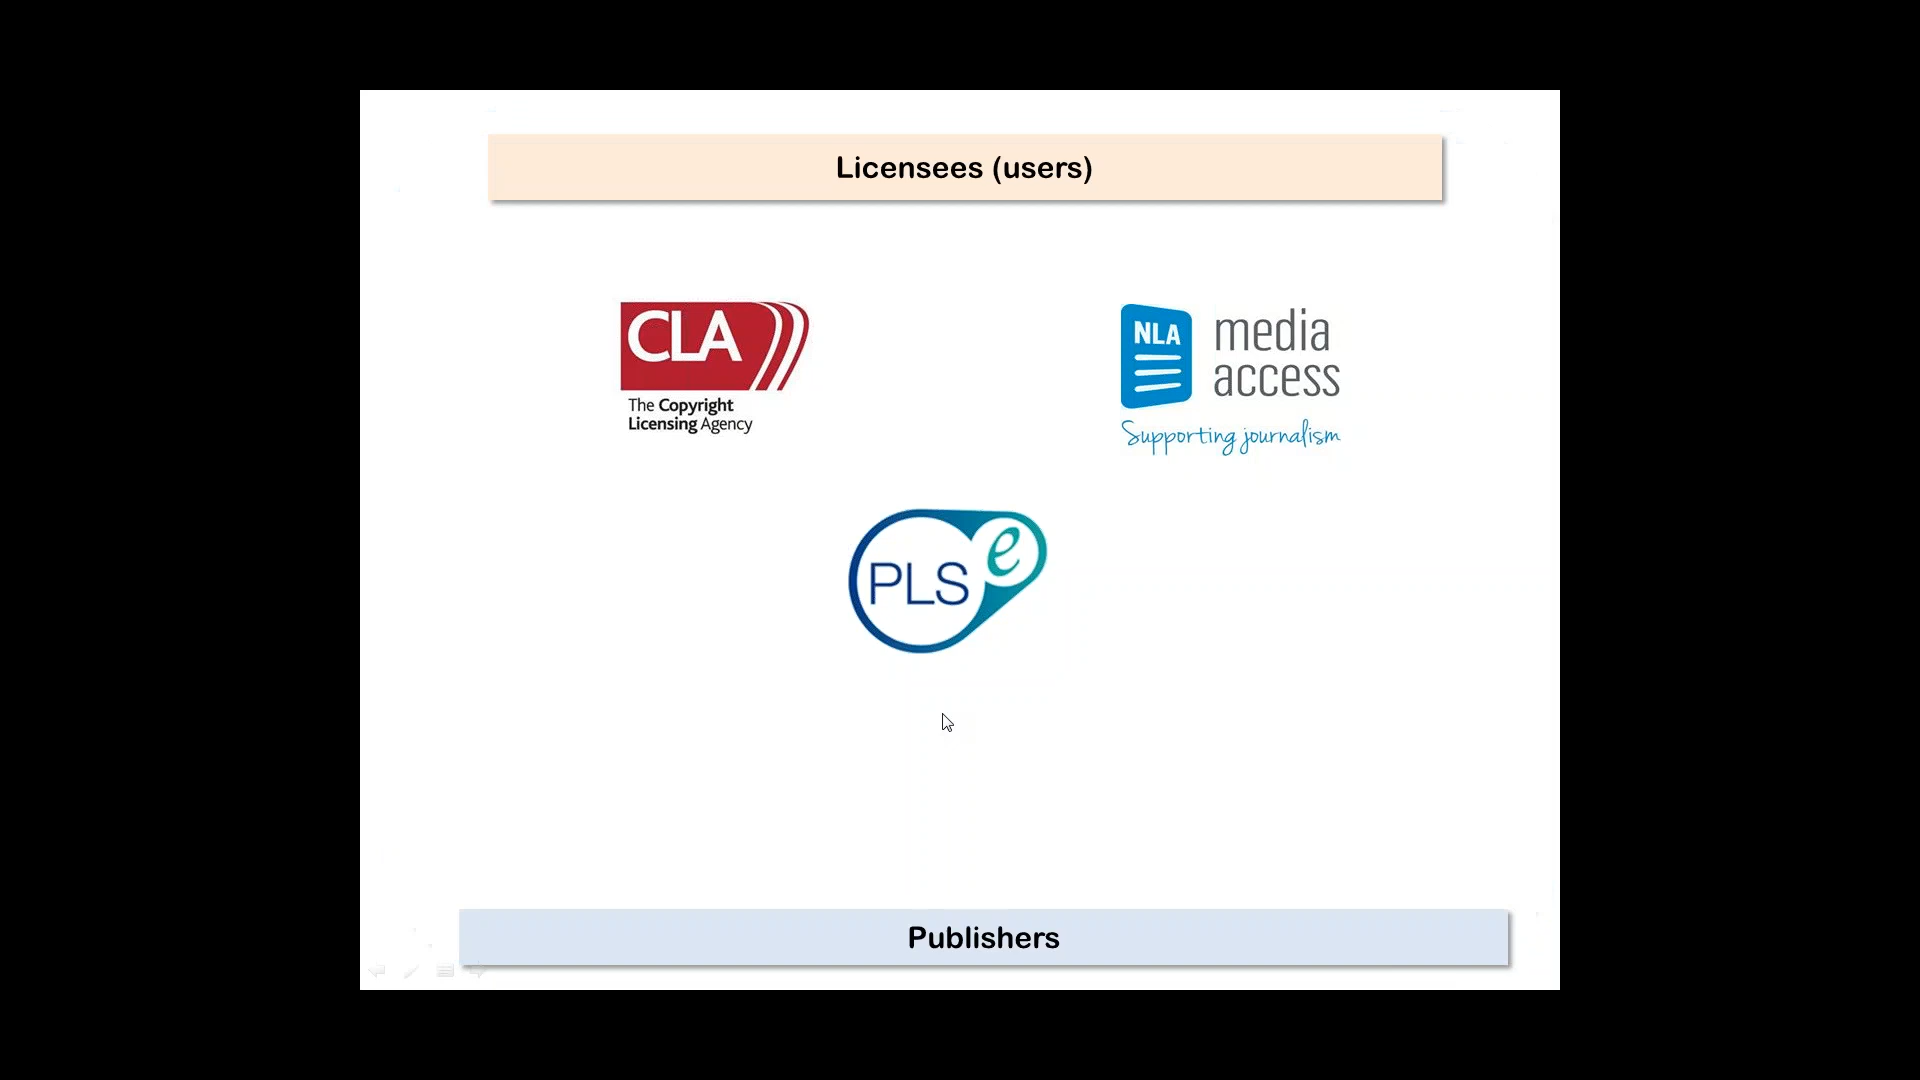 Licensees (users)
CLA
The Copyright
Licensing Agency
NLA
media
access
Supporting journalism
PLS e
Publishers